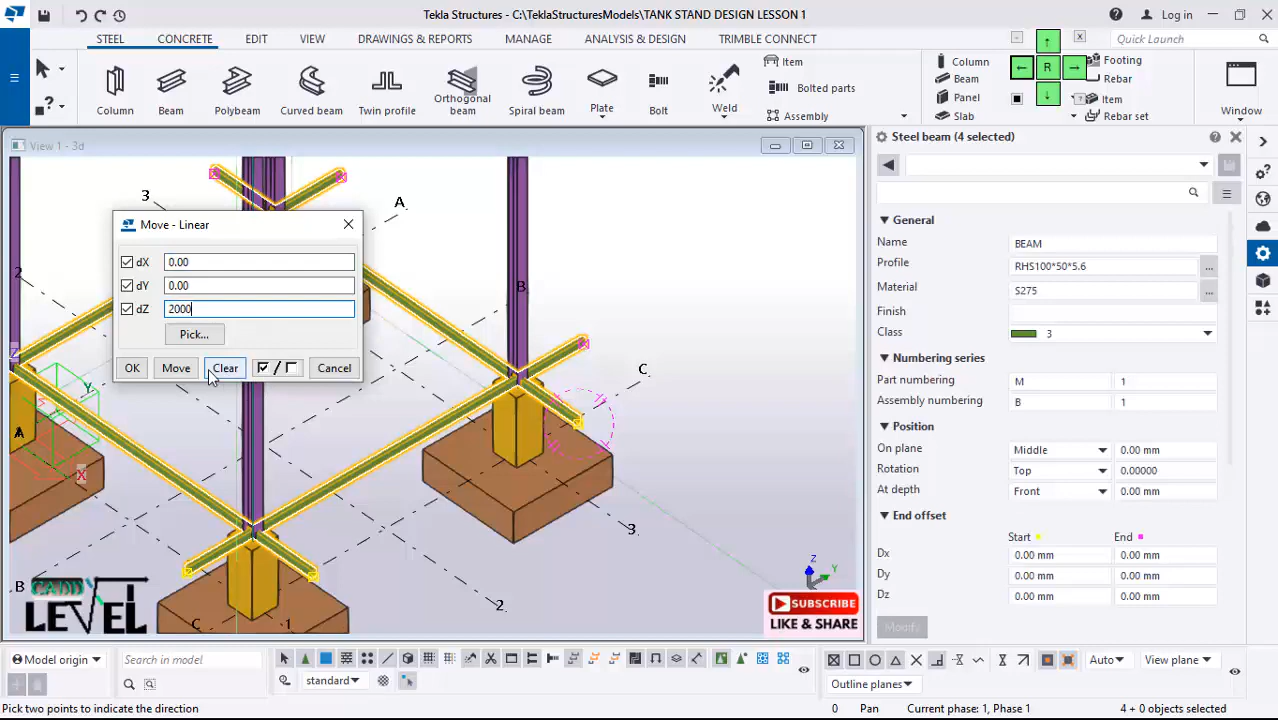 Tekla Structures - C:\TeklaStructuresModels\TANK STAND DESIGN LESSON 1
Log in
STEEL
CONCRETE
EDIT
VIEW
DRAWINGS & REPORTS
MANAGE
ANALYSIS & DESIGN
TRIMBLE CONNECT
Quick Launch
Column
Beam
Polybeam
Curved beam
Twin profile
Orthogonal
beam
Spiral beam
Plate
Bolt
Weld
Item
Bolted parts
Assembly
Column
Beam
Panel
Slab
R
x
?
Footing
Rebar
Item
Rebar set
Window
View 1 - 3d
Steel beam (4 selected)
Move - Linear
dX 0.00
dY 0.00
dZ 2000
Pick...
OK
Move
Clear
/
Cancel
3
A
2
B
C
Z
Y
X
A
3
B
2
C
1
Z
Y
CADD
LEVEL
SUBSCRIBE
LIKE & SHARE
General
Name BEAM
Profile RHS100*50*5.6 ...
Material S275 ...
Finish
Class 3
Numbering series
Part numbering M 1
Assembly numbering B 1
Position
On plane Middle 0.00 mm
Rotation Top 0.00000
At depth Front 0.00 mm
End offset
Start End
Dx 0.00 mm 0.00 mm
Dy 0.00 mm 0.00 mm
Dz 0.00 mm 0.00 mm
Modify
Model origin
Search in model
standard
Auto
View plane
Outline planes
Pick two points to indicate the direction
0
Pan
Current phase: 1, Phase 1
4 + 0 objects selected